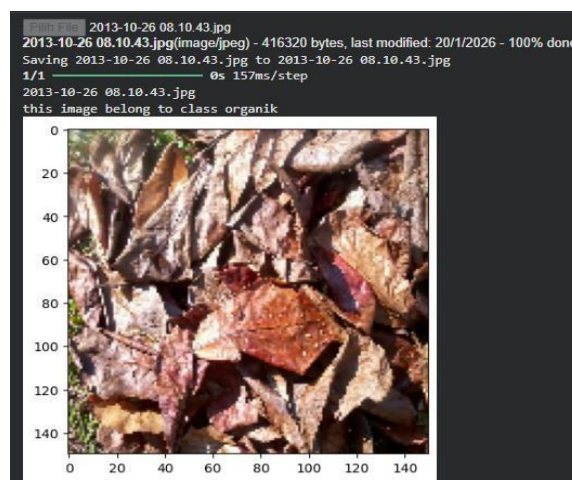 Pilih File 2013-10-26 08.10.43.jpg
2013-10-26 08.10.43.jpg(image/jpeg) - 416320 bytes, last modified: 20/1/2026 - 100% done
Saving 2013-10-26 08.10.43.jpg to 2013-10-26 08.10.43.jpg
1/1 0s 157ms/step
2013-10-26 08.10.43.jpg
this image belong to class organik
0
20
40
60
80
100
120
140
0 20 40 60 80 100 120 140